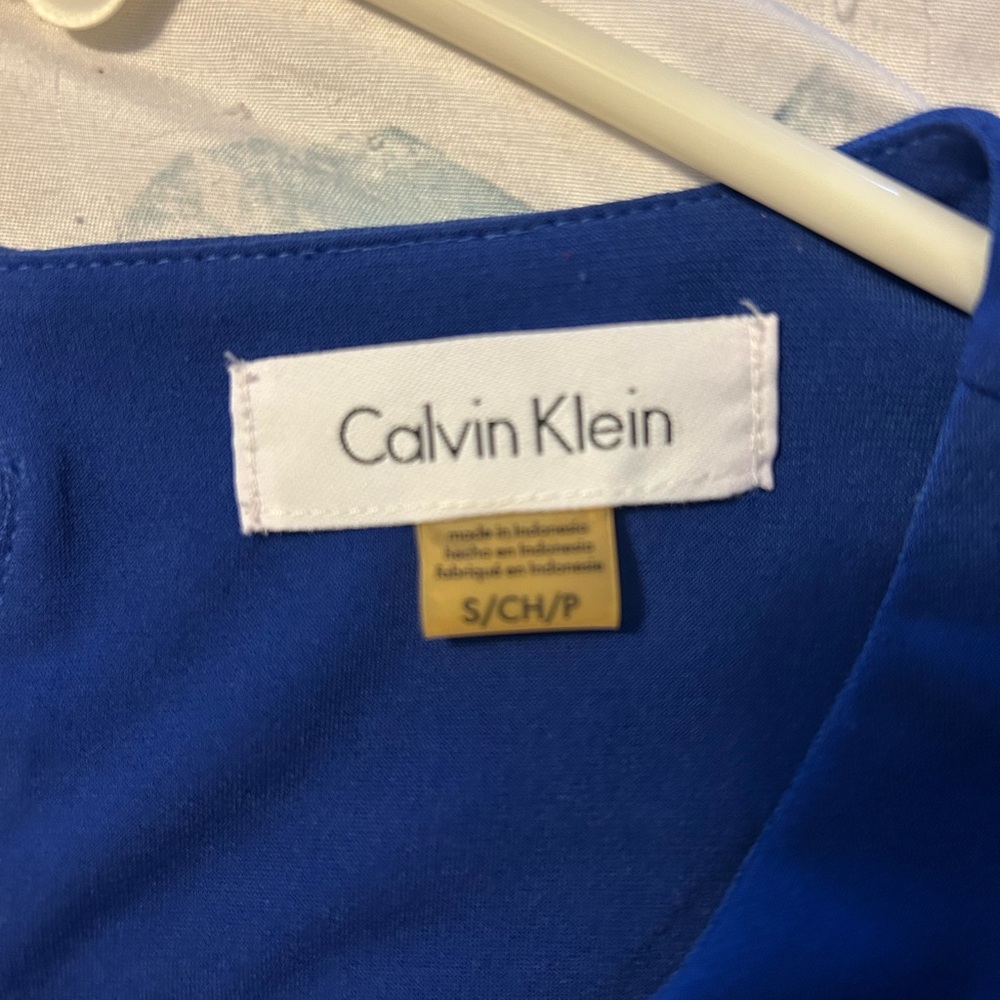 Calvin Klein
made in Indonesia
hecho en Indonesia
fabriqué en Indonesie
S/CH/P